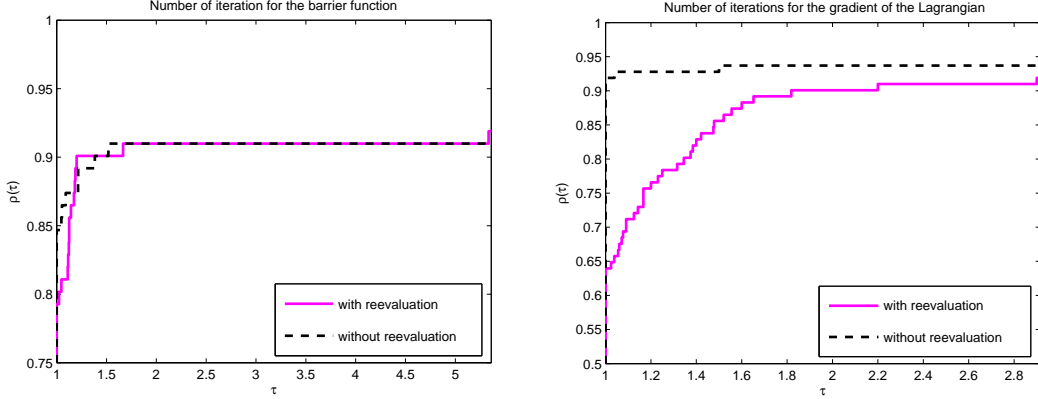 Number of iteration for the barrier function
1
0.95
0.9
0.85
0.8
0.75
ρ(τ)
1 1.5 2 2.5 3 3.5 4 4.5 5
τ
with reevaluation
without reevaluation
Number of iterations for the gradient of the Lagrangian
1
0.95
0.9
0.85
0.8
0.75
0.7
0.65
0.6
0.55
0.5
ρ(τ)
1 1.2 1.4 1.6 1.8 2 2.2 2.4 2.6 2.8
τ
with reevaluation
without reevaluation